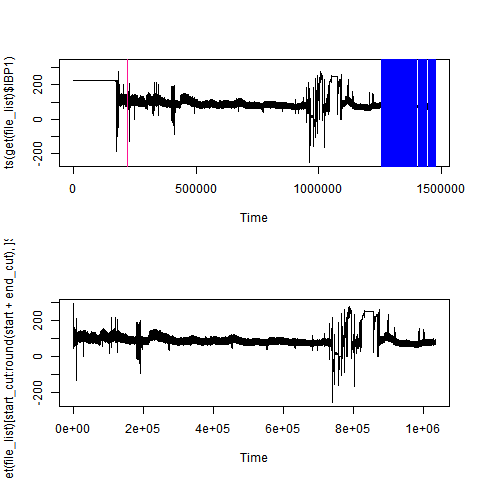 ts(get(file_list)$IBP1)
200
0
-200
0
500000
1000000
1500000
Time
et(file_list)[start_cut:round(start + end_cut), ]$
200
0
-200
0e+00
2e+05
4e+05
6e+05
8e+05
1e+06
Time